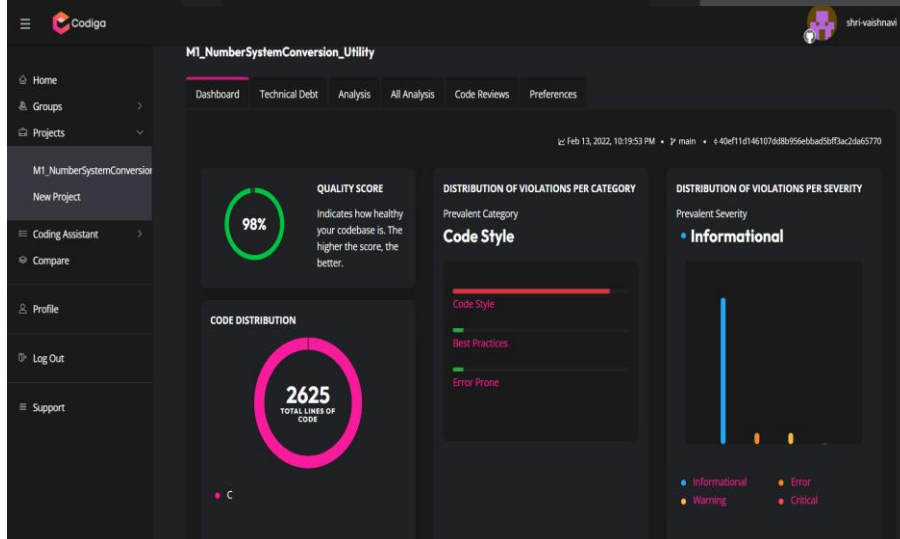 Codiga
shri-vaishnavi
Home
Groups
Projects
M1_NumberSystemConversion
New Project
Coding Assistant
Compare
Profile
Log Out
Support
M1_NumberSystemConversion_Utility
Dashboard Technical Debt Analysis All Analysis Code Reviews Preferences
Feb 13, 2022, 10:19:53 PM • main • 40ef11d146107dd8b956ebbad5bff3ac2da65770
98%
QUALITY SCORE
Indicates how healthy
your codebase is. The
higher the score, the
better.
CODE DISTRIBUTION
2625
TOTAL LINES OF
CODE
C
DISTRIBUTION OF VIOLATIONS PER CATEGORY
Prevalent Category
Code Style
Code Style
Best Practices
Error Prone
DISTRIBUTION OF VIOLATIONS PER SEVERITY
Prevalent Severity
Informational
Informational Error
Warning Critical